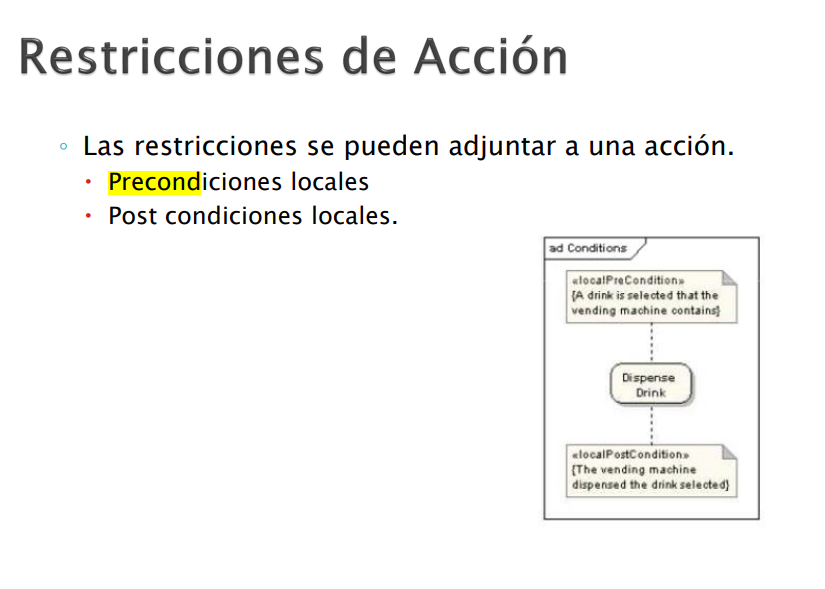 Restricciones de Acción
Las restricciones se pueden adjuntar a una acción.
Precondiciones locales
Post condiciones locales.
ad Conditions
«localPreCondition»
{A drink is selected that the
vending machine contains}
Dispense
Drink
«localPostCondition»
{The vending machine
dispensed the drink selected}